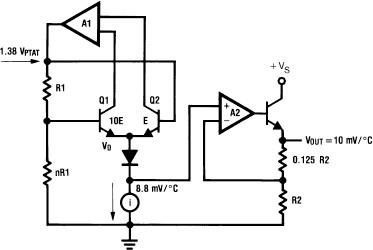 A1
+ VS
1.38 VPTAT
R1
Q1
Q2
10E
E
A2
+
−
VD
VOUT = 10 mV/°C
0.125 R2
nR1
8.8 mV/°C
i
R2